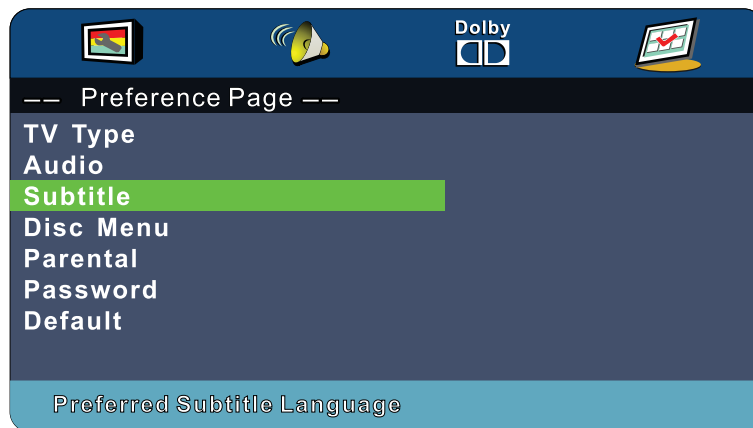 Dolby
-- Preference Page --
TV Type
Audio
Subtitle
Disc Menu
Parental
Password
Default
Preferred Subtitle Language